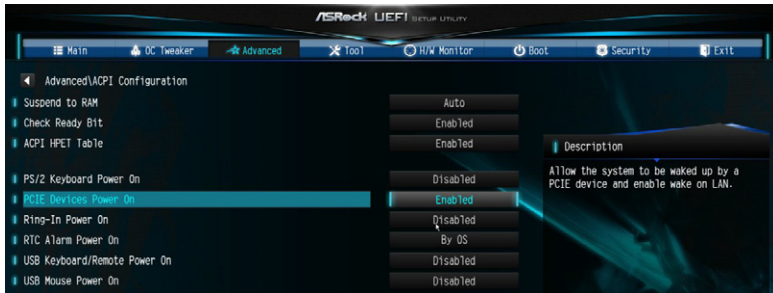 ASRock UEFI SETUP UTILITY
Main OC Tweaker Advanced Tool H/W Monitor Boot Security Exit
Advanced\ACPI Configuration
Suspend to RAM Auto
Check Ready Bit Enabled
ACPI HPET Table Enabled
Description
PS/2 Keyboard Power On Disabled
Allow the system to be waked up by a
PCIE device and enable wake on LAN.
PCIE Devices Power On Enabled
Ring-In Power On Disabled
RTC Alarm Power On By OS
USB Keyboard/Remote Power On Disabled
USB Mouse Power On Disabled